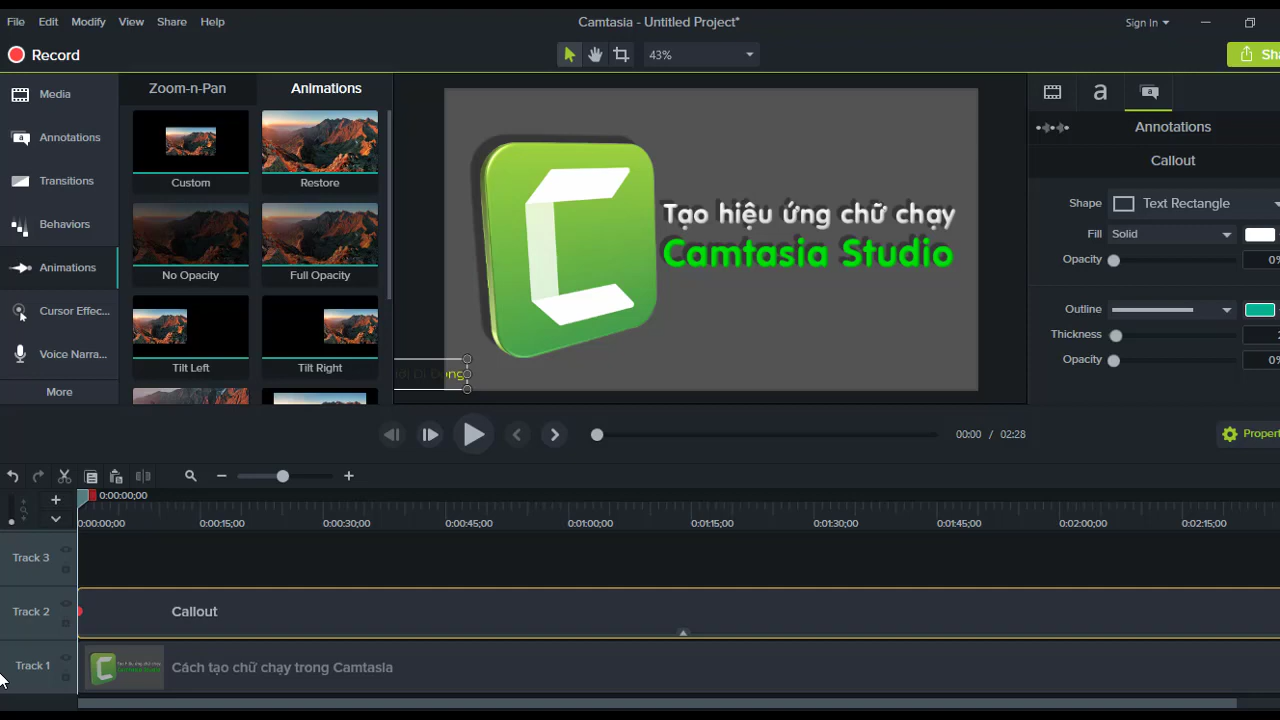 File Edit Modify View Share Help
Camtasia - Untitled Project*
Sign In
Record
43%
Media
Annotations
Transitions
Behaviors
Animations
Cursor Effec...
Voice Narra...
More
Zoom-n-Pan
Animations
Custom
Restore
No Opacity
Full Opacity
Tilt Left
Tilt Right
Tạo hiệu ứng chữ chạy
Camtasia Studio
Annotations
Callout
Shape Text Rectangle
Fill Solid
Opacity 0%
Outline
Thickness
Opacity 0%
00:00 / 02:28
0:00:00;00
0:00:00;00 0:00:15;00 0:00:30;00 0:00:45;00 0:01:00;00 0:01:15;00 0:01:30;00 0:01:45;00 0:02:00;00 0:02:15;00
Track 3
Track 2
Callout
Track 1
Cách tạo chữ chạy trong Camtasia